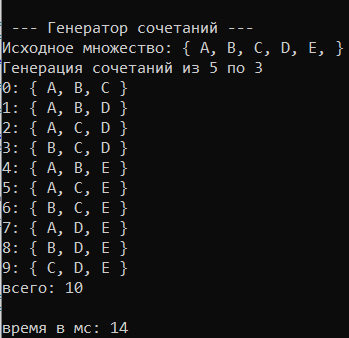 --- Генератор сочетаний ---
Исходное множество: { A, B, C, D, E, }
Генерация сочетаний из 5 по 3
0: { A, B, C }
1: { A, B, D }
2: { A, C, D }
3: { B, C, D }
4: { A, B, E }
5: { A, C, E }
6: { B, C, E }
7: { A, D, E }
8: { B, D, E }
9: { C, D, E }
всего: 10
время в мс: 14